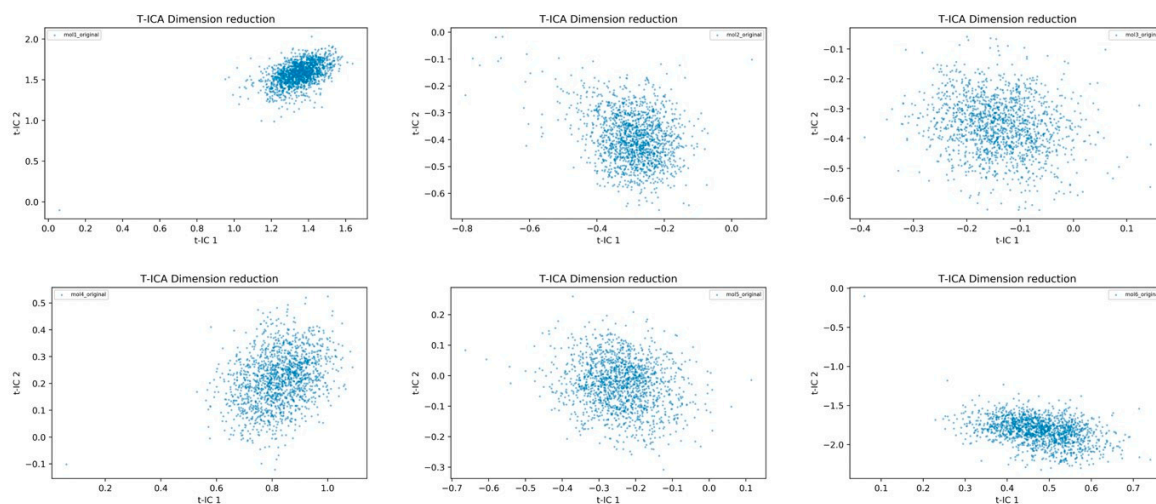 T-ICA Dimension reduction
mol1_original
2.0
1.5
1.0
0.5
0.0
t-IC 2
0.0 0.2 0.4 0.6 0.8 1.0 1.2 1.4 1.6
t-IC 1
T-ICA Dimension reduction
mol2_original
0.0
−0.1
−0.2
−0.3
−0.4
−0.5
−0.6
t-IC 2
−0.8 −0.6 −0.4 −0.2 0.0
t-IC 1
T-ICA Dimension reduction
mol3_original
−0.1
−0.2
−0.3
−0.4
−0.5
−0.6
t-IC 2
−0.4 −0.3 −0.2 −0.1 0.0 0.1
t-IC 1
T-ICA Dimension reduction
mol4_original
0.5
0.4
0.3
0.2
0.1
0.0
−0.1
t-IC 2
0.2 0.4 0.6 0.8 1.0
t-IC 1
T-ICA Dimension reduction
mol5_original
0.2
0.1
0.0
−0.1
−0.2
−0.3
t-IC 2
−0.7 −0.6 −0.5 −0.4 −0.3 −0.2 −0.1 0.0 0.1
t-IC 1
T-ICA Dimension reduction
mol6_original
0.0
−0.5
−1.0
−1.5
−2.0
t-IC 2
0.1 0.2 0.3 0.4 0.5 0.6 0.7
t-IC 1